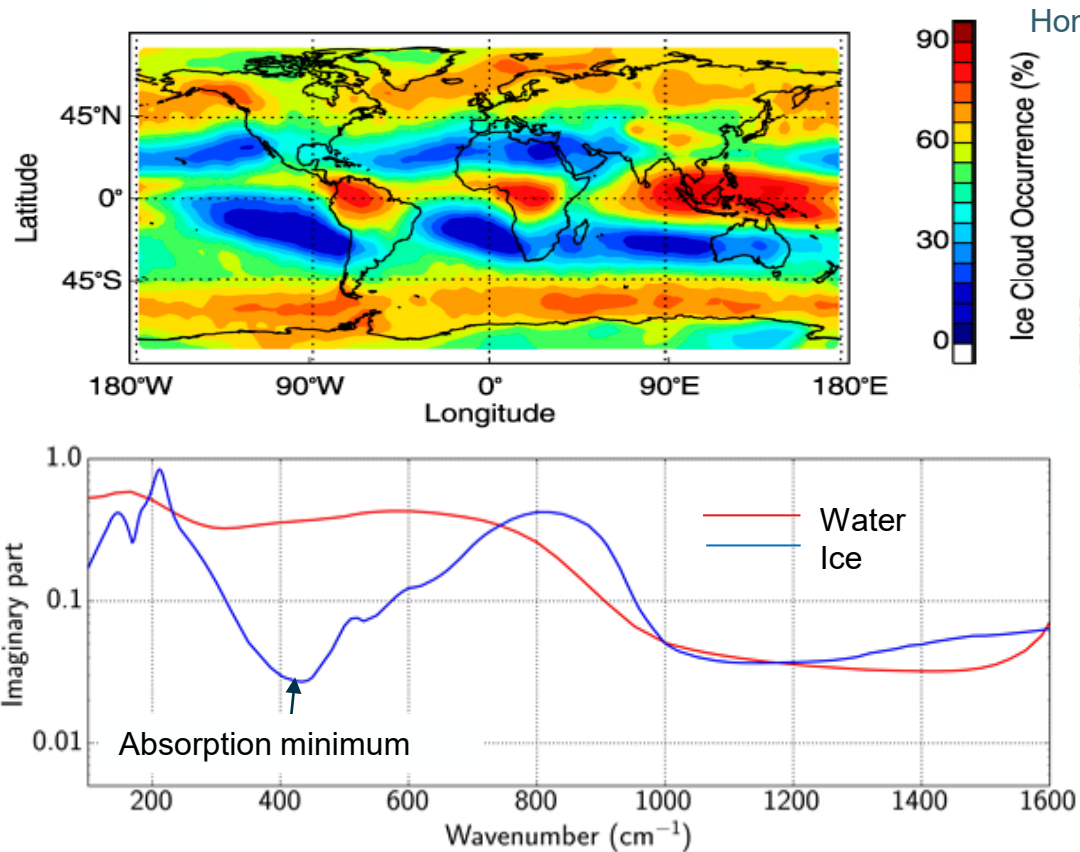 Hor
90
60
30
0
Ice Cloud Occurrence (%)
Latitude
45°N
0°
45°S
180°W 90°W 0° 90°E 180°E
Longitude
1.0
0.1
0.01
Imaginary part
Water
Ice
Absorption minimum
200 400 600 800 1000 1200 1400 1600
Wavenumber (cm⁻¹)